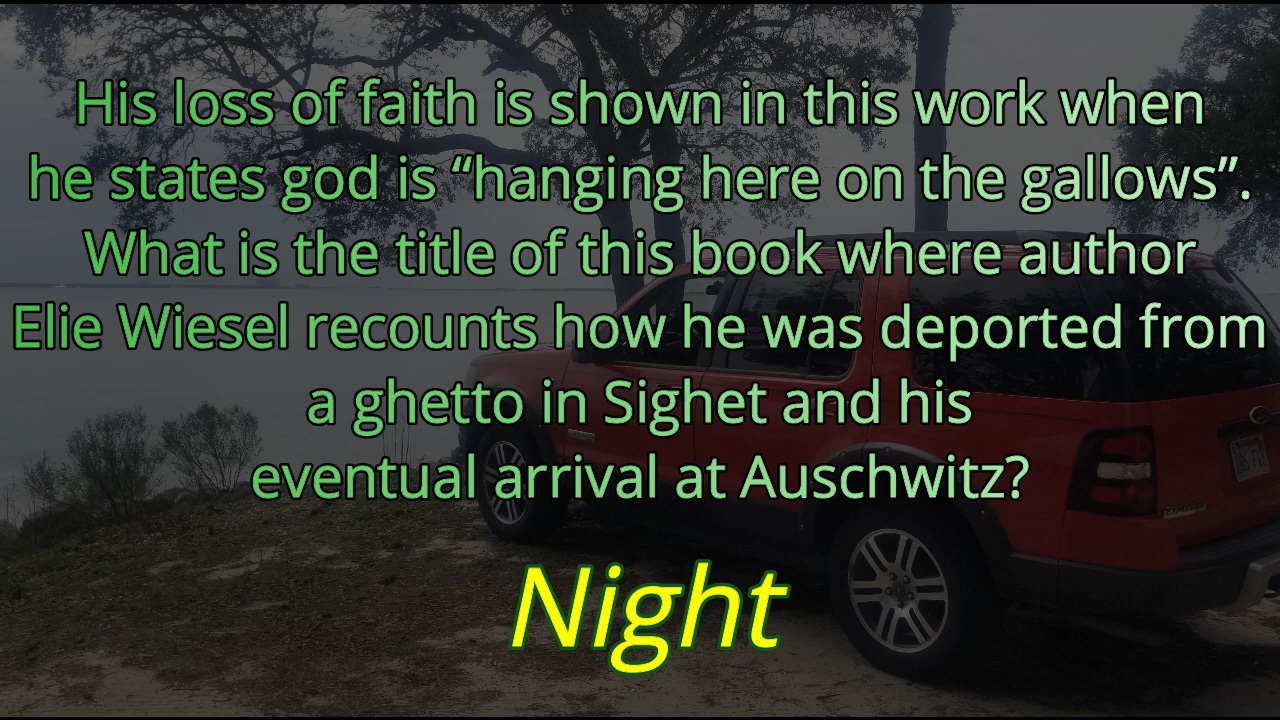 His loss of faith is shown in this work when
he states god is “hanging here on the gallows”.
What is the title of this book where author
Elie Wiesel recounts how he was deported from
a ghetto in Sighet and his
eventual arrival at Auschwitz?
Night